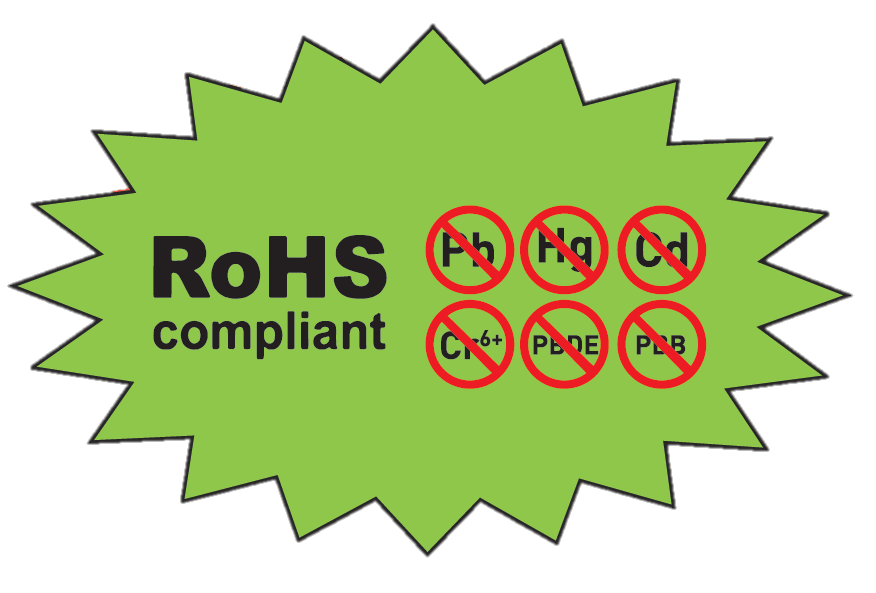 RoHS
compliant
Pb Hg Cd
Cr⁶⁺ PBDE PBB